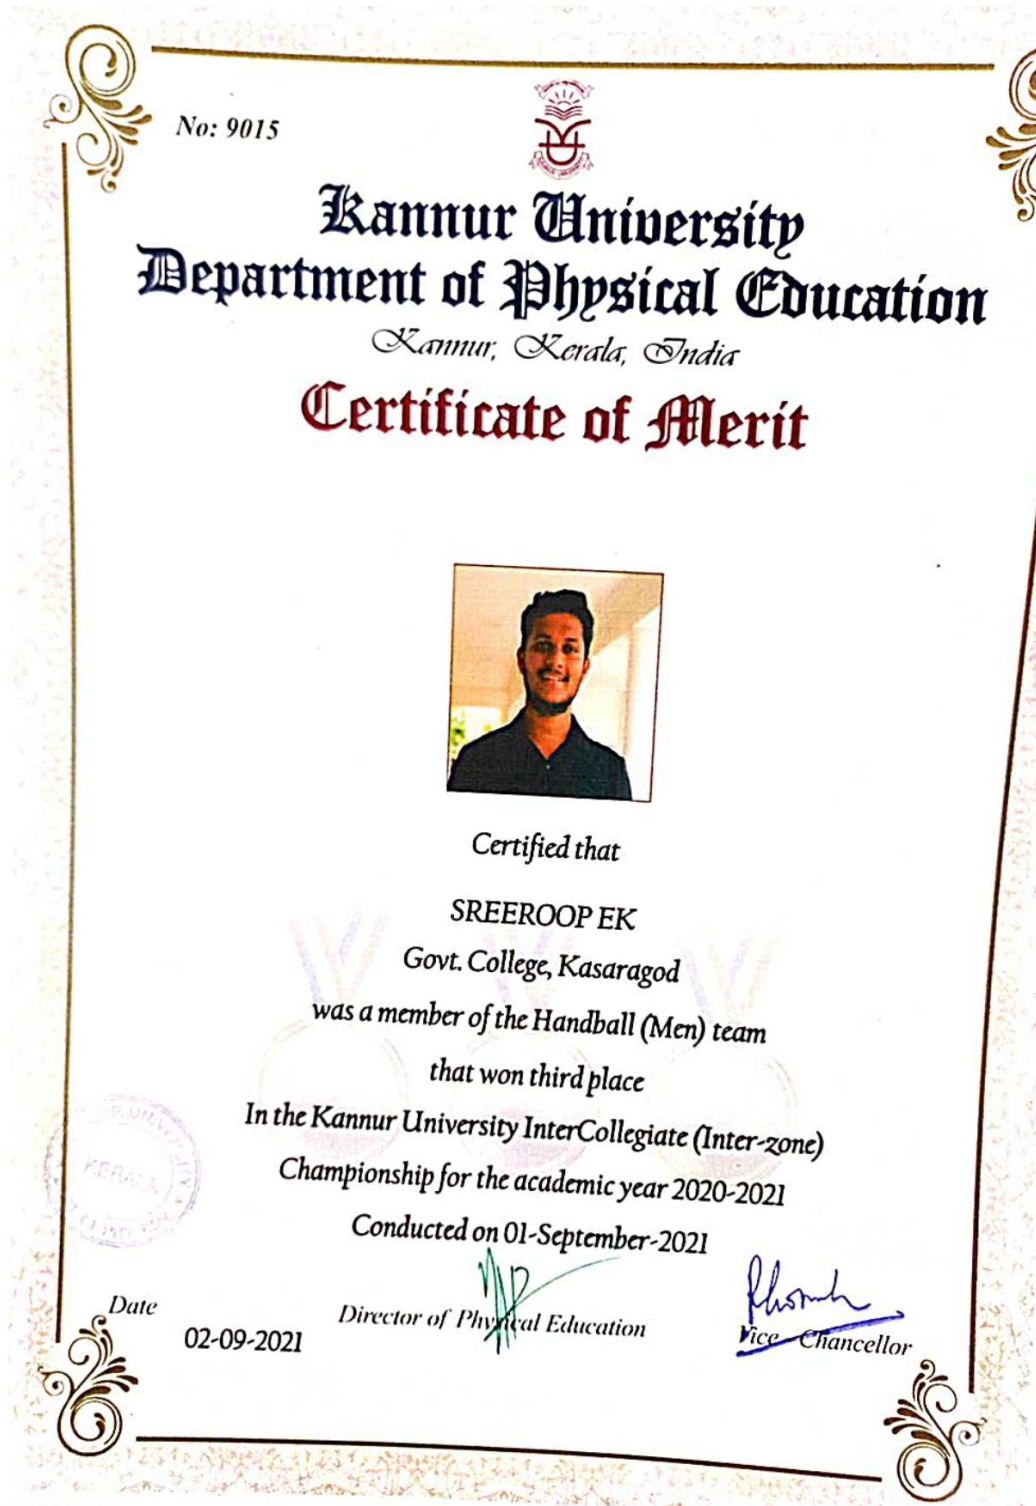 No: 9015
Kannur University
Department of Physical Education
Kannur, Kerala, India
Certificate of Merit
Certified that
SREEROOP EK
Govt. College, Kasaragod
was a member of the Handball (Men) team
that won third place
In the Kannur University InterCollegiate (Inter-zone)
Championship for the academic year 2020-2021
Conducted on 01-September-2021
KERALA
Date
02-09-2021
Director of Physical Education
Vice - Chancellor